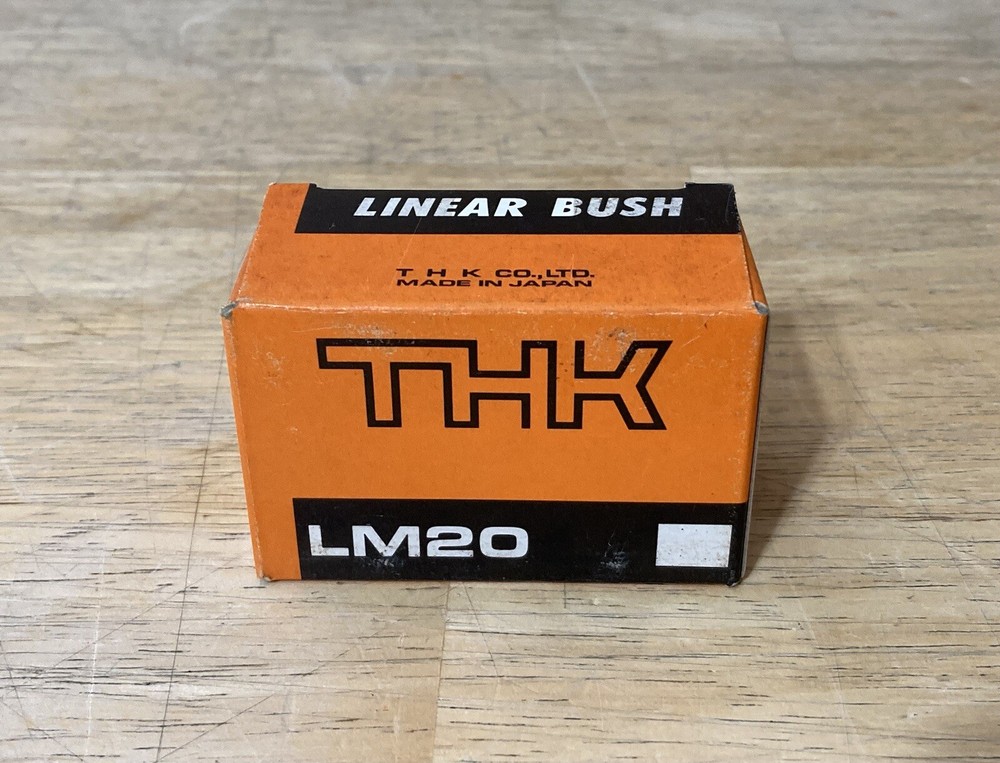 LINEAR BUSH
T H K CO.,LTD.
MADE IN JAPAN
THK
LM20